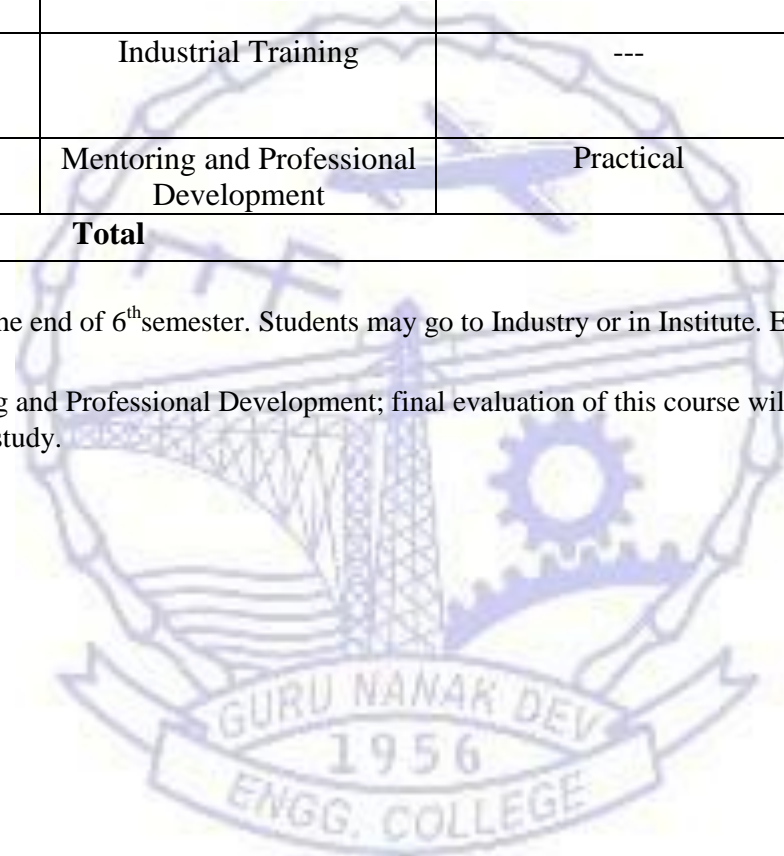 Industrial Training ---
Mentoring and Professional Practical
Development
Total
ne end of 6thsemester. Students may go to Industry or in Institute. E
g and Professional Development; final evaluation of this course wil
study.
GURU NANAK DEV
1956
ENGG. COLLEGE